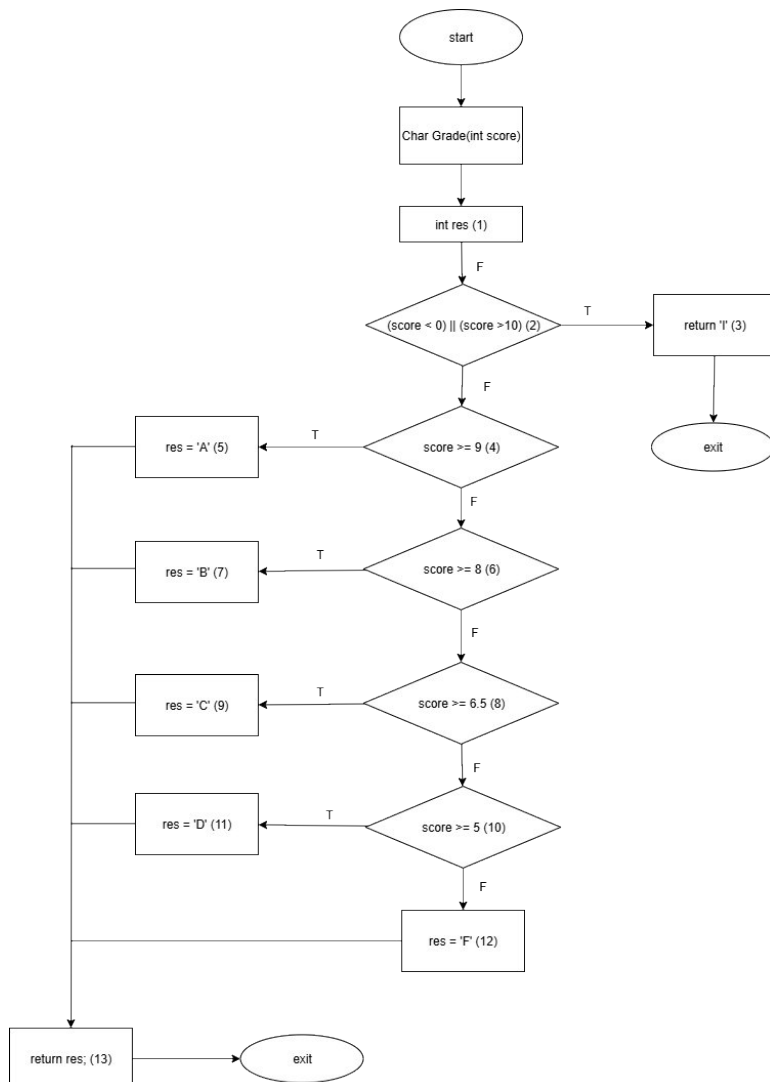 start
Char Grade(int score)
int res (1)
F
(score < 0) || (score >10) (2)
T
return 'I' (3)
F
exit
res = 'A' (5)
T
score >= 9 (4)
F
res = 'B' (7)
T
score >= 8 (6)
F
res = 'C' (9)
T
score >= 6.5 (8)
F
res = 'D' (11)
T
score >= 5 (10)
F
res = 'F' (12)
return res; (13)
exit